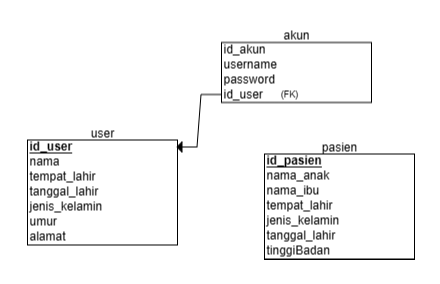 akun
id_akun
username
password
id_user (FK)
user
id_user
nama
tempat_lahir
tanggal_lahir
jenis_kelamin
umur
alamat
pasien
id_pasien
nama_anak
nama_ibu
tempat_lahir
jenis_kelamin
tanggal_lahir
tinggiBadan